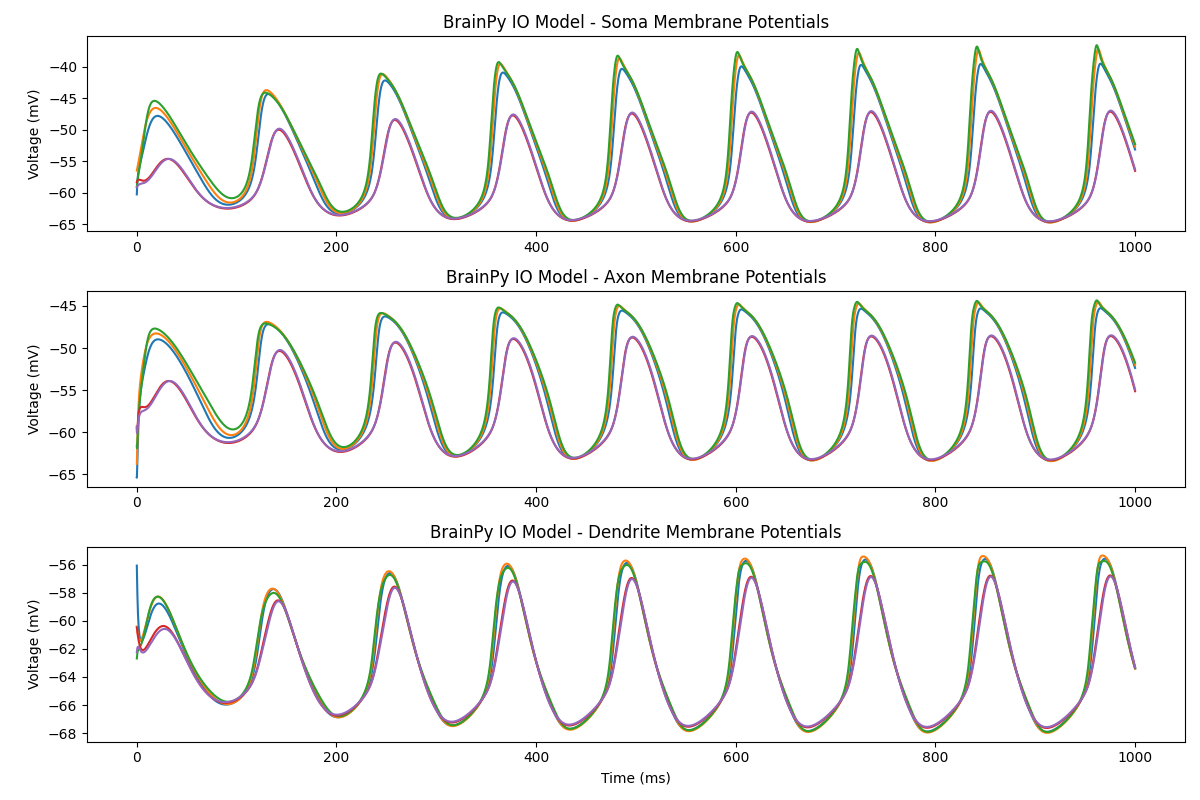 BrainPy IO Model - Soma Membrane Potentials
Voltage (mV)
−40
−45
−50
−55
−60
−65
0 200 400 600 800 1000
BrainPy IO Model - Axon Membrane Potentials
Voltage (mV)
−45
−50
−55
−60
−65
0 200 400 600 800 1000
BrainPy IO Model - Dendrite Membrane Potentials
Voltage (mV)
−56
−58
−60
−62
−64
−66
−68
0 200 400 600 800 1000
Time (ms)